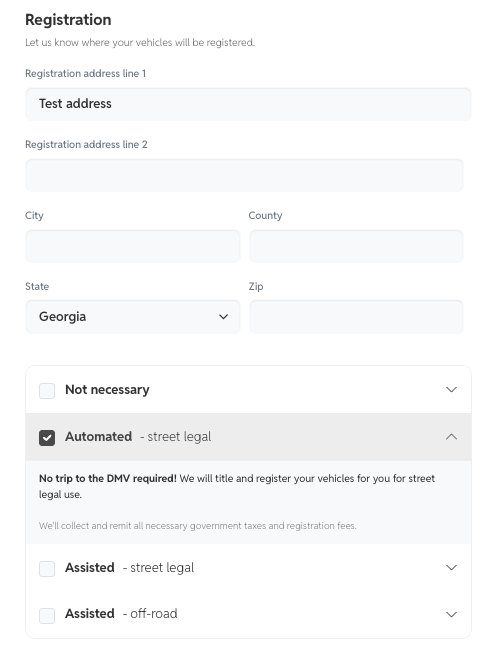 Registration
Let us know where your vehicles will be registered.
Registration address line 1
Test address
Registration address line 2
City County
State Zip
Georgia
Not necessary
Automated - street legal
No trip to the DMV required! We will title and register your vehicles for you for street
legal use.
We'll collect and remit all necessary government taxes and registration fees.
Assisted - street legal
Assisted - off-road